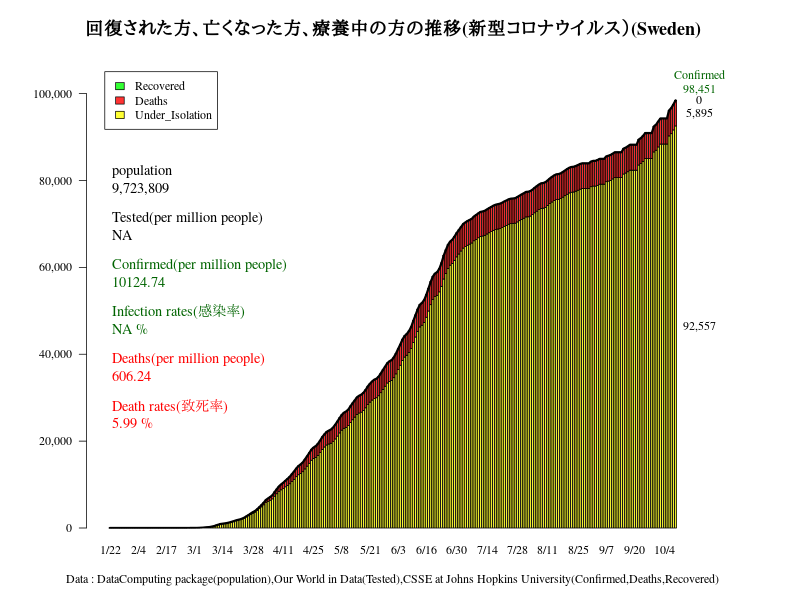 回復された方、亡くなった方、療養中の方の推移(新型コロナウイルス）(Sweden)
Confirmed
98,451
0
5,895
92,557
Recovered
Deaths
Under_Isolation
100,000
80,000
60,000
40,000
20,000
0
population
9,723,809
Tested(per million people)
NA
Confirmed(per million people)
10124.74
Infection rates(感染率)
NA %
Deaths(per million people)
606.24
Death rates(致死率)
5.99 %
1/22 2/4 2/17 3/1 3/14 3/28 4/11 4/25 5/8 5/21 6/3 6/16 6/30 7/14 7/28 8/11 8/25 9/7 9/20 10/4
Data : DataComputing package(population),Our World in Data(Tested),CSSE at Johns Hopkins University(Confirmed,Deaths,Recovered)